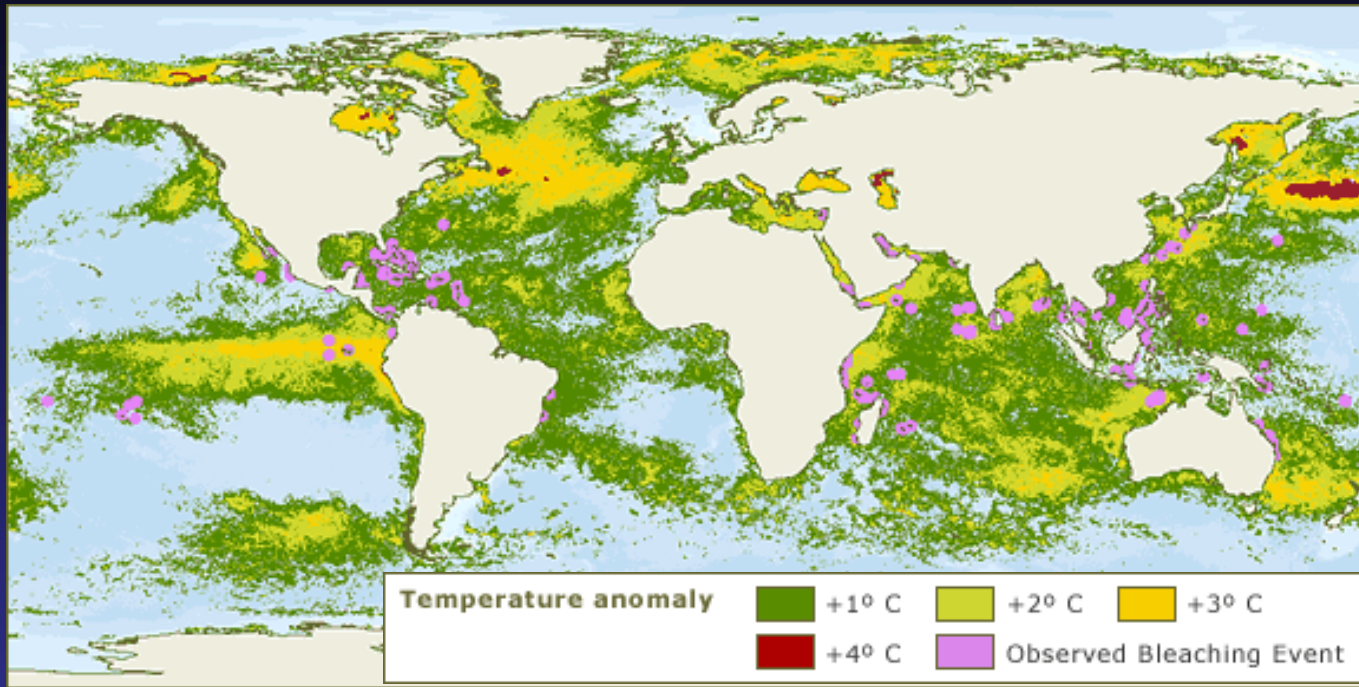 Temperature anomaly +1º C +2º C +3º C
+4º C Observed Bleaching Event